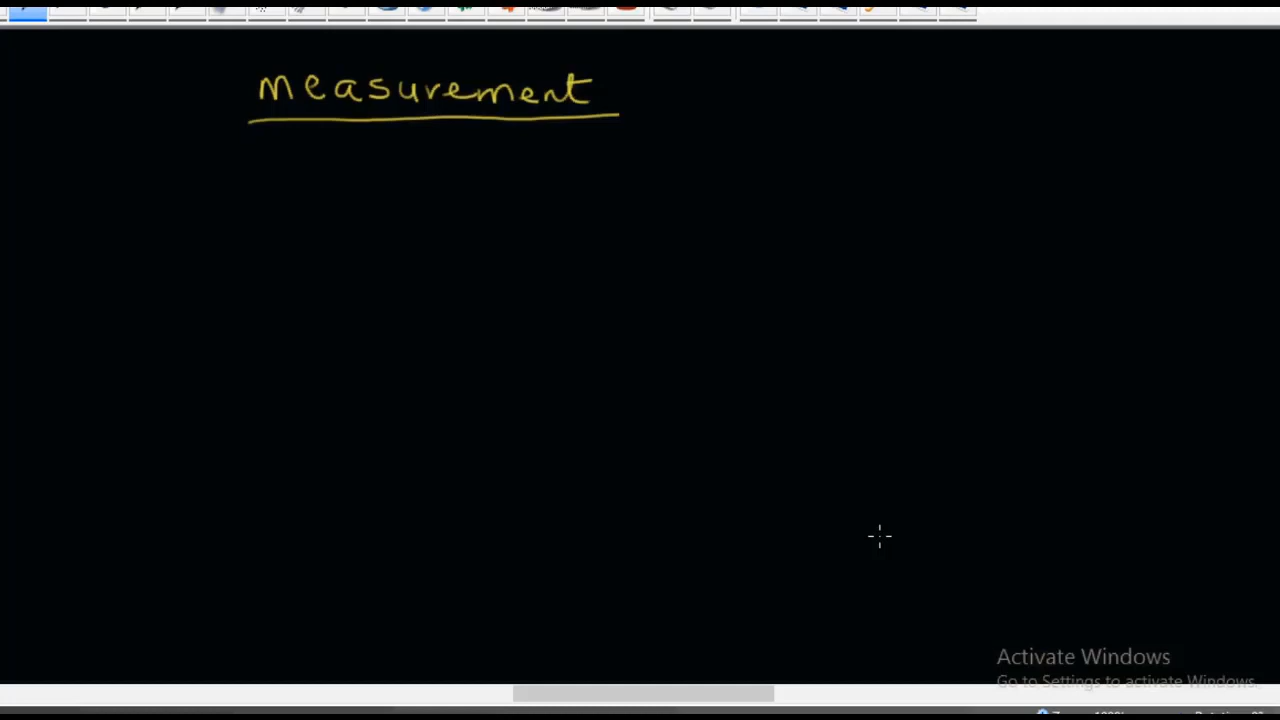 measurement
Activate Windows
Go to Settings to activate Windows.